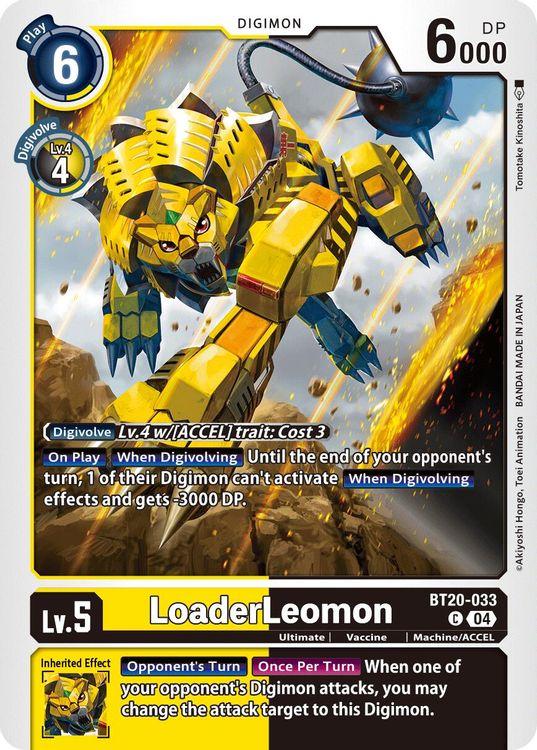 Play
6
DIGIMON
DP
6000
Digivolve
Lv.4
4
Tomotake Kinoshita
BANDAI MADE IN JAPAN
©Akiyoshi Hongo, Toei Animation
Digivolve Lv.4 w/[ACCEL] trait: Cost 3
On Play When Digivolving Until the end of your opponent's
turn, 1 of their Digimon can't activate When Digivolving
effects and gets -3000 DP.
BT20-033
Lv.5 LoaderLeomon
C 04
Ultimate | Vaccine | Machine/ACCEL
Inherited Effect
Opponent's Turn Once Per Turn When one of
your opponent's Digimon attacks, you may
change the attack target to this Digimon.